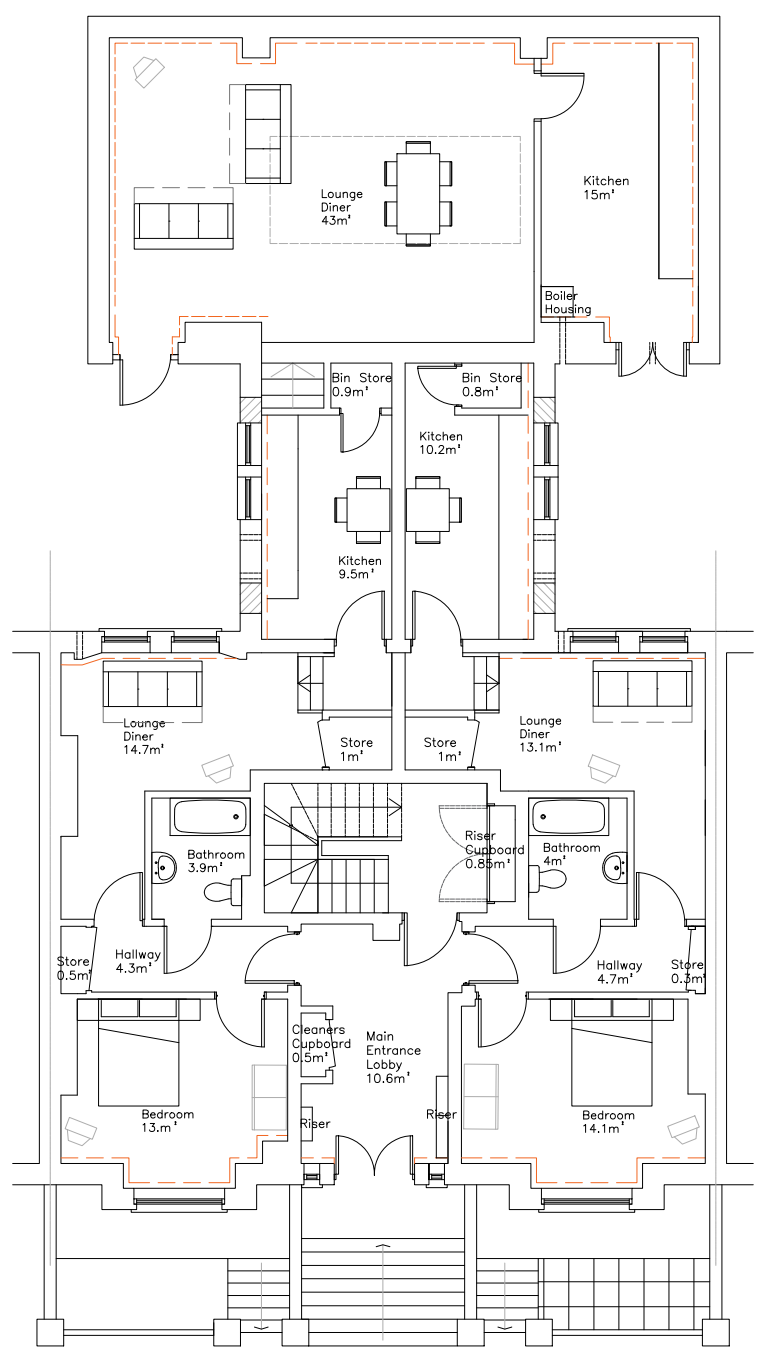 Lounge
Diner
43m²
Kitchen
15m²
Boiler
Housing
Bin Store
0.9m²
Bin Store
0.8m²
Kitchen
10.2m²
Kitchen
9.5m²
Lounge
Diner
14.7m²
Store
1m²
Store
1m²
Lounge
Diner
13.1m²
Bathroom
3.9m²
Riser
Cupboard
0.85m²
Bathroom
4m²
Store
0.5m²
Hallway
4.3m²
Hallway
4.7m²
Store
0.3m²
Cleaners
Cupboard
0.5m²
Main
Entrance
Lobby
10.6m²
Bedroom
13.m²
Riser
Riser
Bedroom
14.1m²